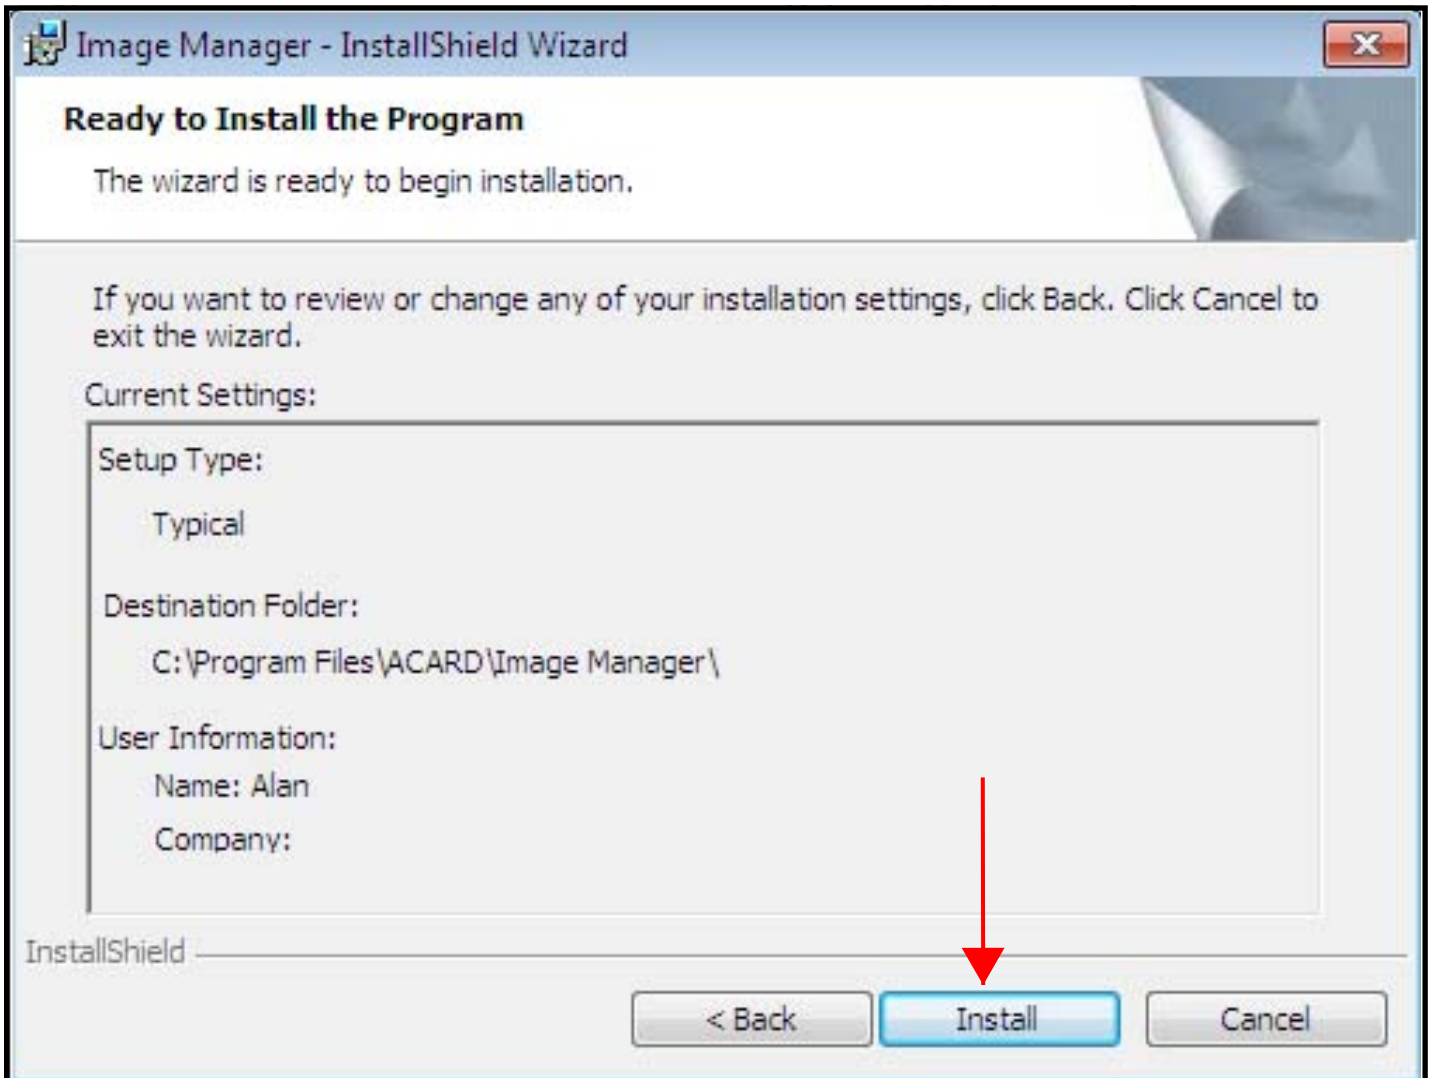 Image Manager - InstallShield Wizard
Ready to Install the Program
The wizard is ready to begin installation.
If you want to review or change any of your installation settings, click Back. Click Cancel to
exit the wizard.
Current Settings:
Setup Type:
Typical
Destination Folder:
C:\Program Files\ACARD\Image Manager\
User Information:
Name: Alan
Company:
InstallShield
< Back
Install
Cancel